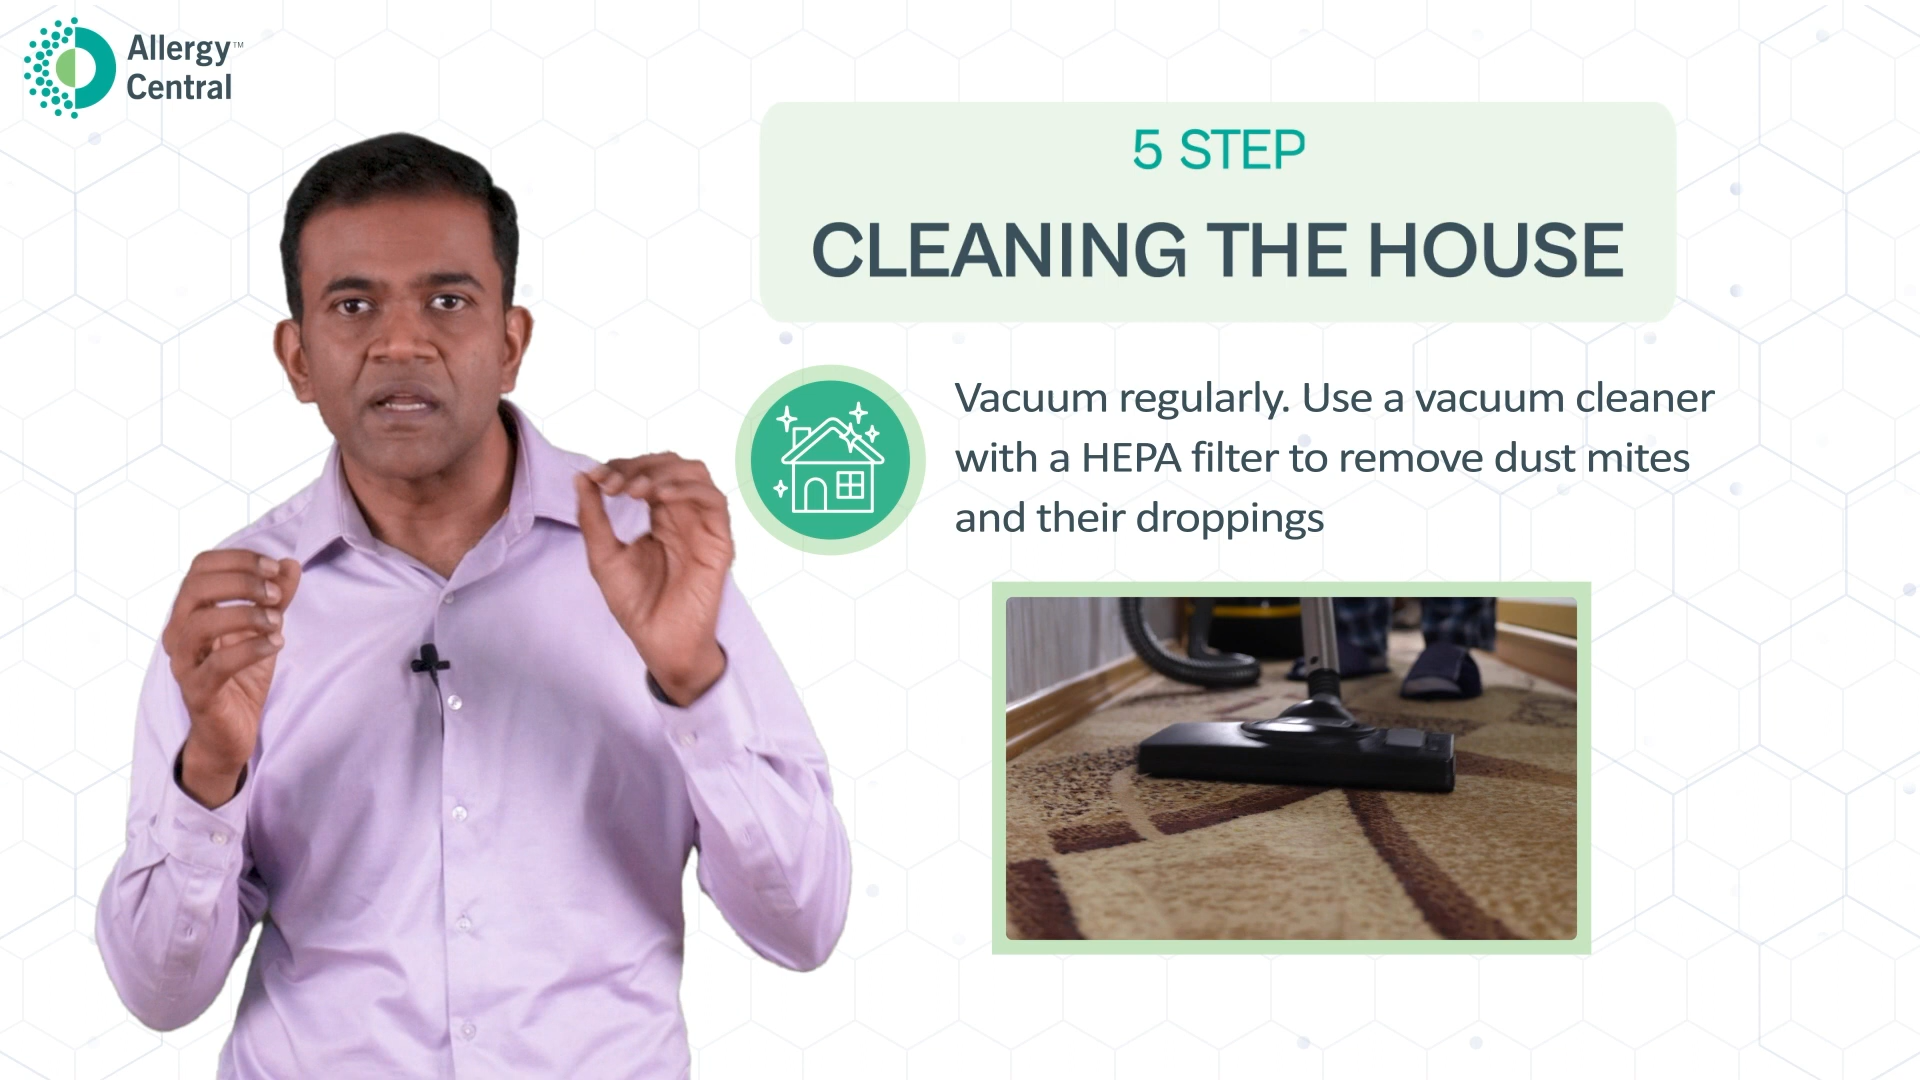 Allergy™
Central
5 STEP
CLEANING THE HOUSE
Vacuum regularly. Use a vacuum cleaner
with a HEPA filter to remove dust mites
and their droppings